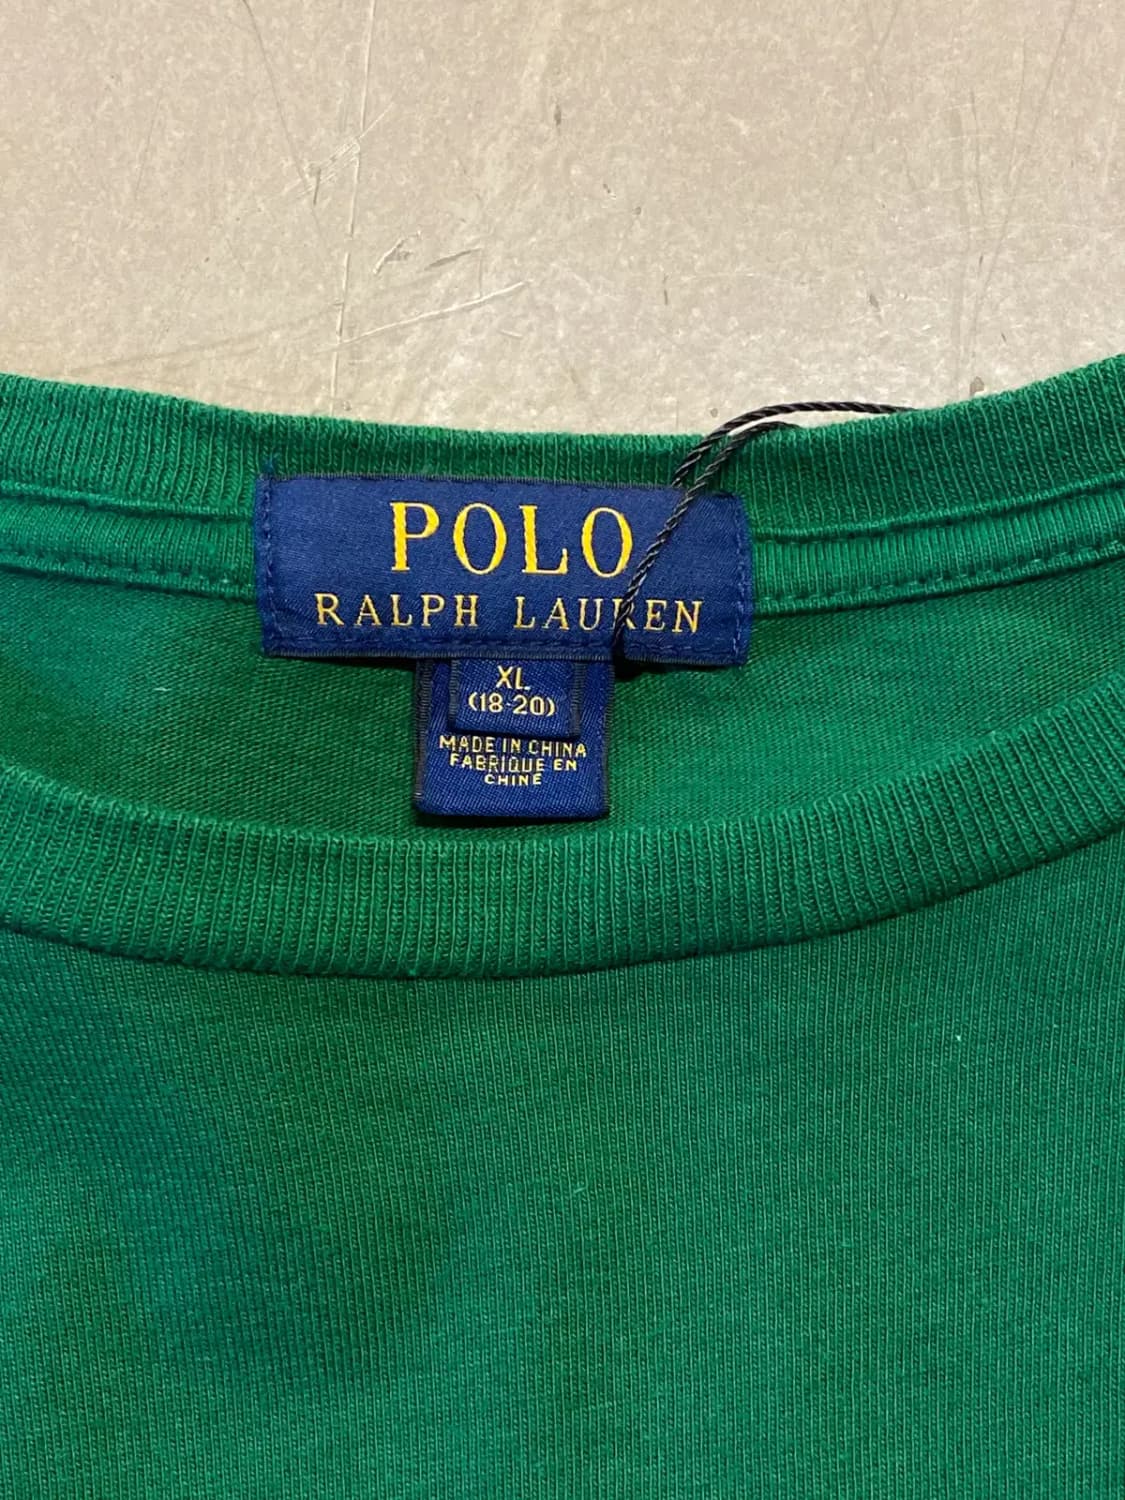 POLO
RALPH LAUREN
XL
(18-20)
MADE IN CHINA
FABRIQUE EN
CHINE